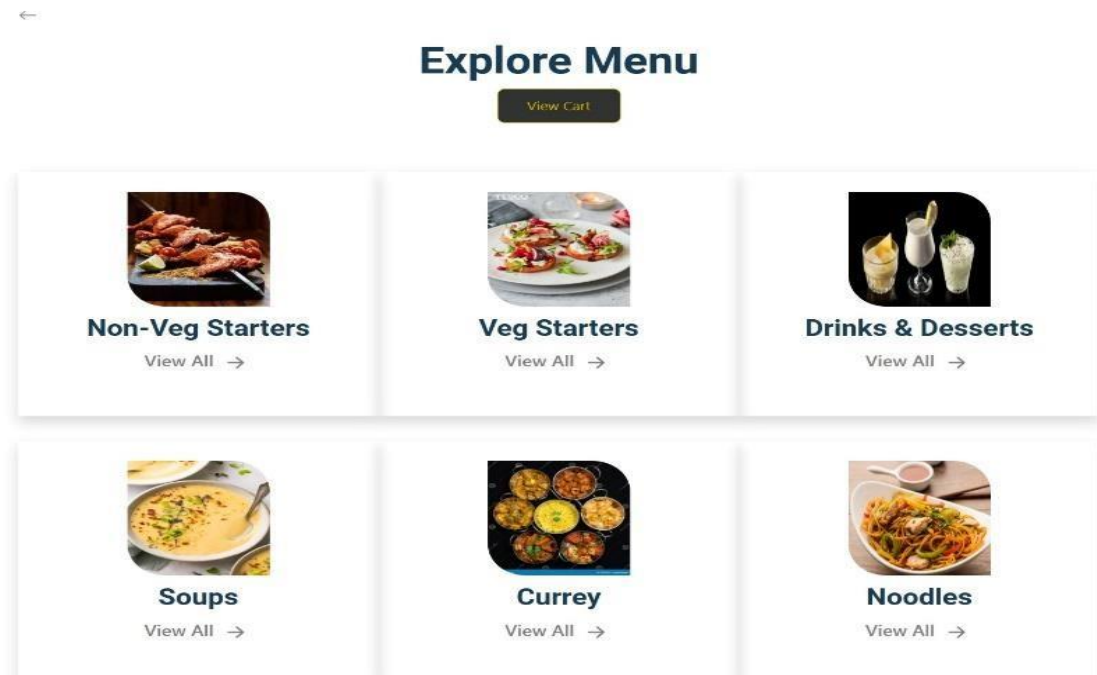 Explore Menu
View Cart
Non-Veg Starters
Veg Starters
Drinks & Desserts
View All →
View All →
View All →
Soups
Currey
Noodles
View All →
View All →
View All →